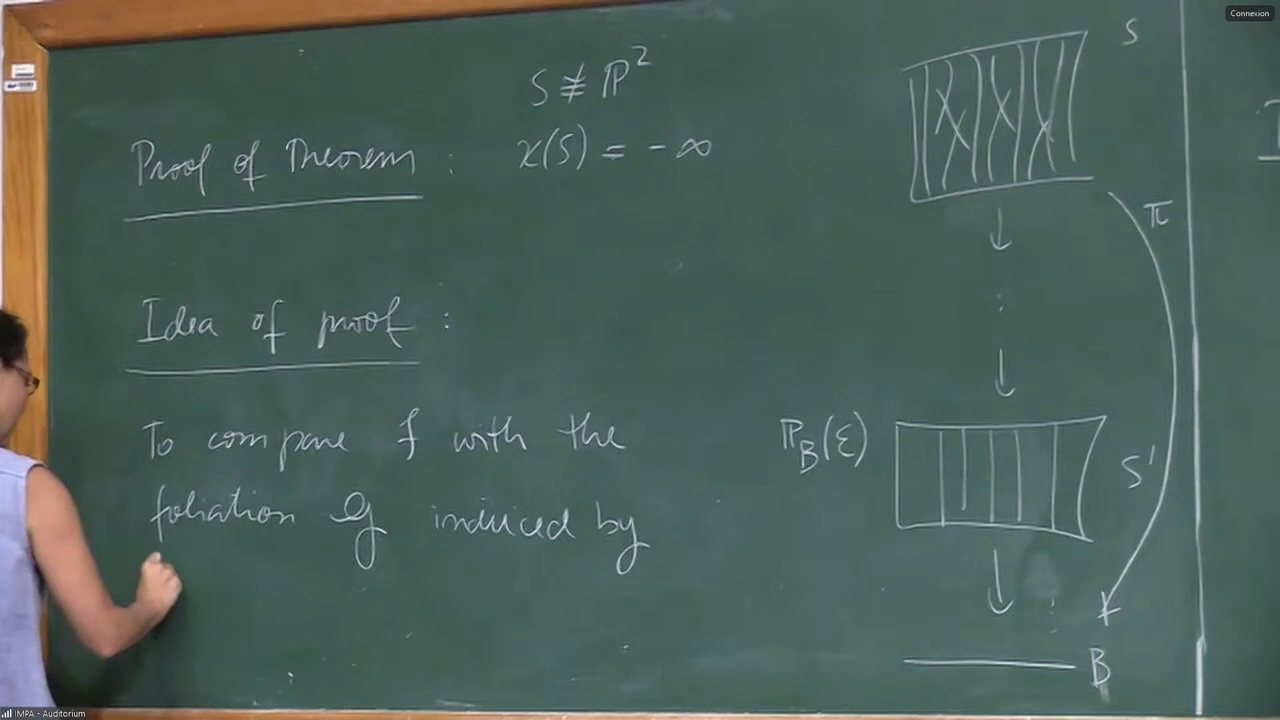 Connexion
S ≢ ℙ²
Proof of Theorem : κ(S) = -∞
Idea of proof :
To compare F with the
foliation G induced by
S
π
ℙ_B(ε)
S'
B
IMPA - Auditorium